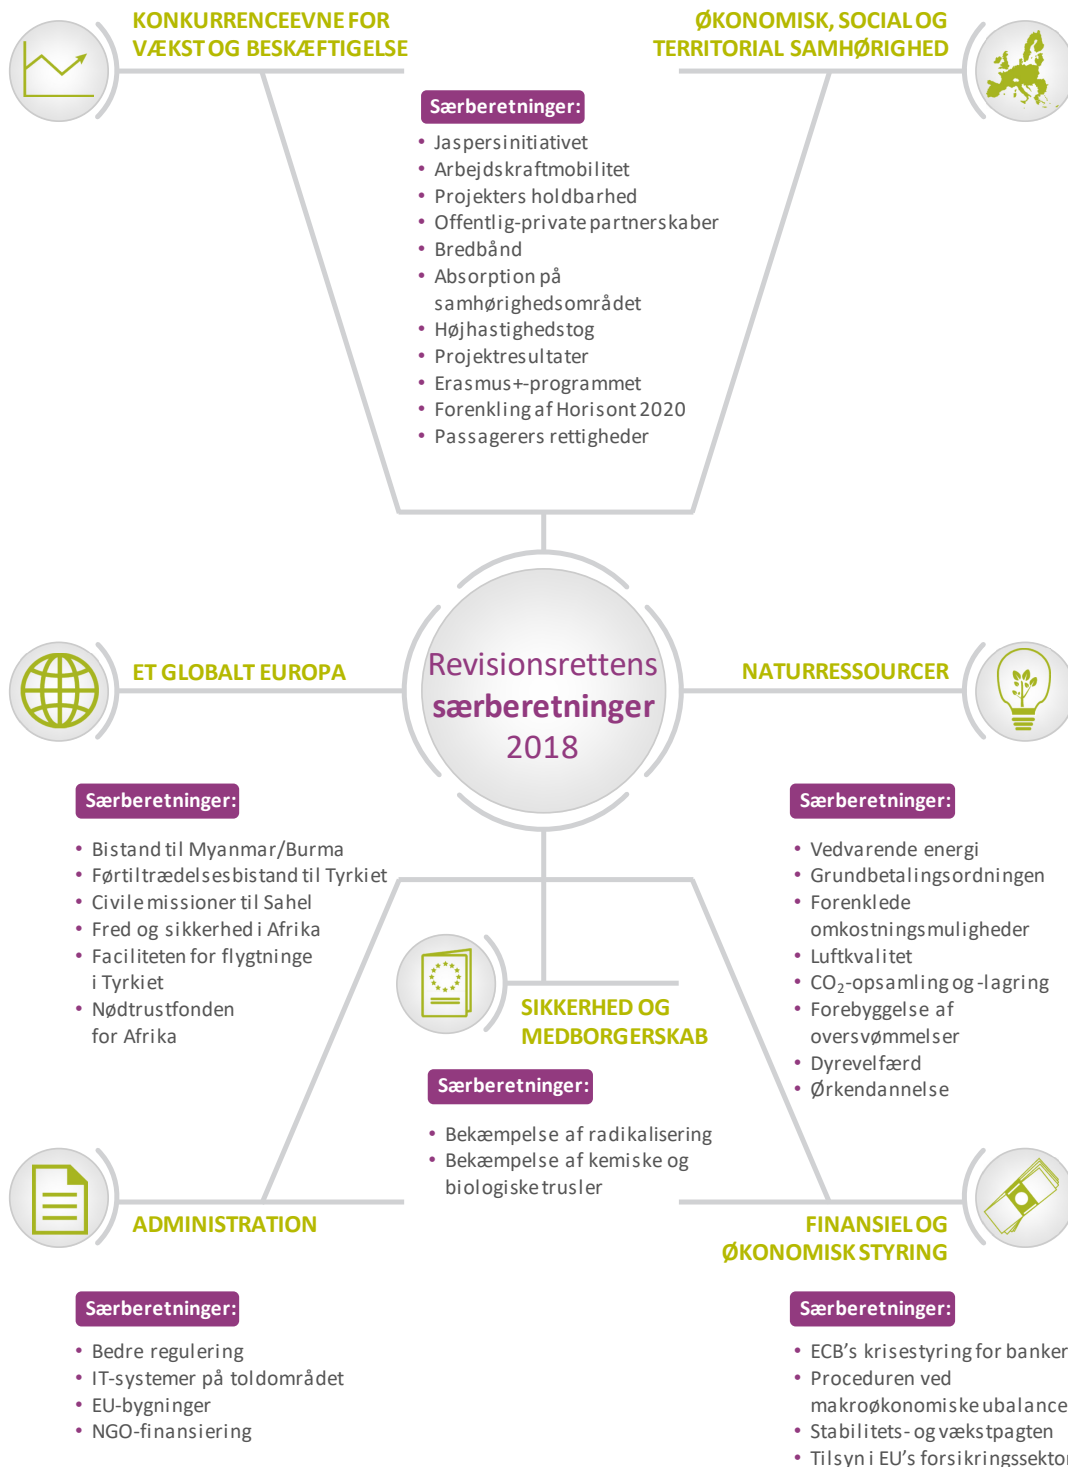 KONKURRENCEEVNE FOR
VÆKST OG BESKÆFTIGELSE
ØKONOMISK, SOCIAL OG
TERRITORIAL SAMHØRIGHED
Særberetninger:
• Jaspersinitiativet
• Arbejdskraftmobilitet
• Projekters holdbarhed
• Offentlig-private partnerskaber
• Bredbånd
• Absorption på
samhørighedsområdet
• Højhastighedstog
• Projektresultater
• Erasmus+-programmet
• Forenkling af Horisont 2020
• Passagerers rettigheder
Revisionsrettens
særberetninger
2018
ET GLOBALT EUROPA
Særberetninger:
• Bistand til Myanmar/Burma
• Førtiltrædelsesbistand til Tyrkiet
• Civile missioner til Sahel
• Fred og sikkerhed i Afrika
• Faciliteten for flygtninge
i Tyrkiet
• Nødtrustfonden
for Afrika
NATURRESSOURCER
Særberetninger:
• Vedvarende energi
• Grundbetalingsordningen
• Forenklede
omkostningsmuligheder
• Luftkvalitet
• CO₂-opsamling og -lagring
• Forebyggelse af
oversvømmelser
• Dyrevelfærd
• Ørkendannelse
SIKKERHED OG
MEDBORGERSKAB
Særberetninger:
• Bekæmpelse af radikalisering
• Bekæmpelse af kemiske og
biologiske trusler
ADMINISTRATION
Særberetninger:
• Bedre regulering
• IT-systemer på toldområdet
• EU-bygninger
• NGO-finansiering
FINANSIEL OG
ØKONOMISK STYRING
Særberetninger:
• ECB's krisestyring for banker
• Proceduren ved
makroøkonomiske ubalance
• Stabilitets- og vækstpagten
• Tilsyn i EU's forsikringssektor